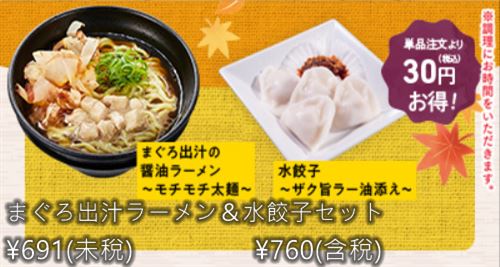 ※調理にお時間をいただきます。
単品注文より
(税込)
30円
お得!
まぐろ出汁の
醤油ラーメン
～モチモチ太麺～
水餃子
～ザク旨ラー油添え～
まぐろ出汁ラーメン＆水餃子セット
¥691(未税) ¥760(含税)